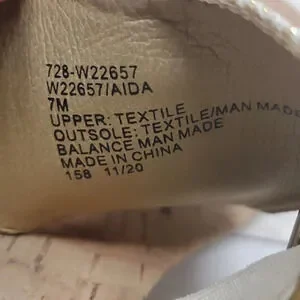 728-W22657
W22657/AIDA
7M
UPPER: TEXTILE
OUTSOLE: TEXTILE/MAN MADE
BALANCE MAN MADE
MADE IN CHINA
158 11/20